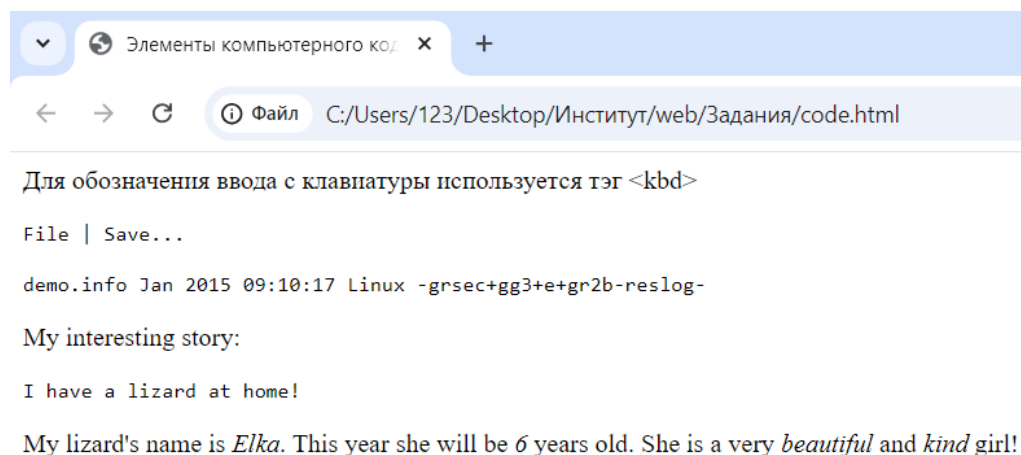 Элементы компьютерного код
Файл C:/Users/123/Desktop/Институт/web/Задания/code.html
Для обозначения ввода с клавиатуры используется тэг <kbd>
File | Save...
demo.info Jan 2015 09:10:17 Linux -grsec+gg3+e+gr2b-reslog-
My interesting story:
I have a lizard at home!
My lizard's name is Elka. This year she will be 6 years old. She is a very beautiful and kind girl!